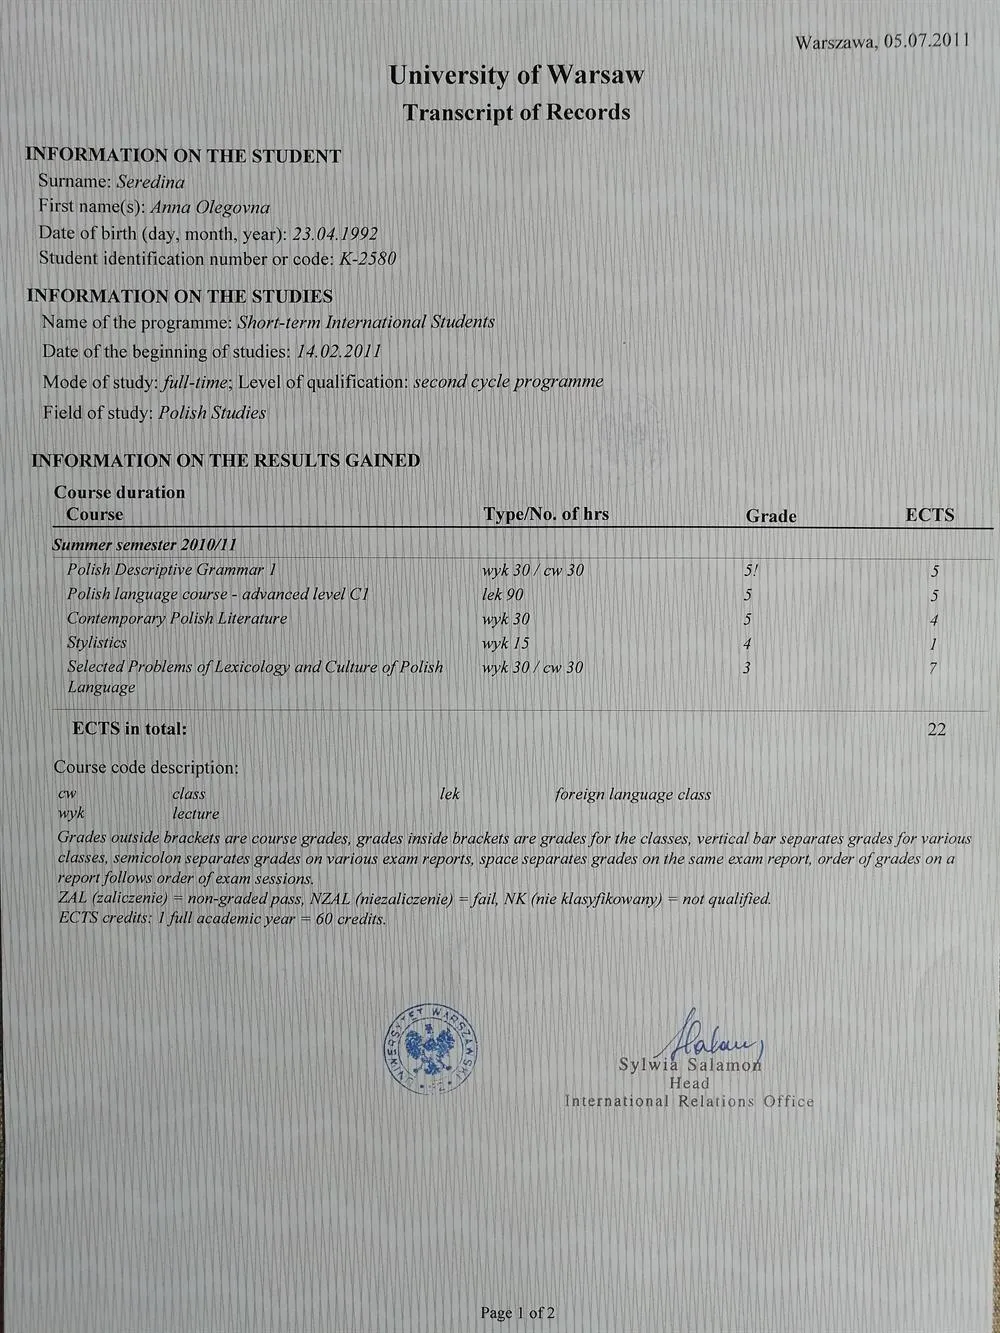 Warszawa, 05.07.2011
University of Warsaw
Transcript of Records
INFORMATION ON THE STUDENT
Surname: Seredina
First name(s): Anna Olegovna
Date of birth (day, month, year): 23.04.1992
Student identification number or code: K-2580
INFORMATION ON THE STUDIES
Name of the programme: Short-term International Students
Date of the beginning of studies: 14.02.2011
Mode of study: full-time; Level of qualification: second cycle programme
Field of study: Polish Studies
INFORMATION ON THE RESULTS GAINED
Course duration
Course Type/No. of hrs Grade ECTS
Summer semester 2010/11
Polish Descriptive Grammar 1 wyk 30 / cw 30 5! 5
Polish language course - advanced level C1 lek 90 5 5
Contemporary Polish Literature wyk 30 5 4
Stylistics wyk 15 4 1
Selected Problems of Lexicology and Culture of Polish wyk 30 / cw 30 3 7
Language
ECTS in total: 22
Course code description:
cw class lek foreign language class
wyk lecture
Grades outside brackets are course grades, grades inside brackets are grades for the classes, vertical bar separates grades for various
classes, semicolon separates grades on various exam reports, space separates grades on the same exam report, order of grades on a
report follows order of exam sessions.
ZAL (zaliczenie) = non-graded pass, NZAL (niezaliczenie) = fail, NK (nie klasyfikowany) = not qualified.
ECTS credits: 1 full academic year = 60 credits.
UNIWERSYTET WARSZAWSKI
Sylwia Salamon
Head
International Relations Office
Page 1 of 2